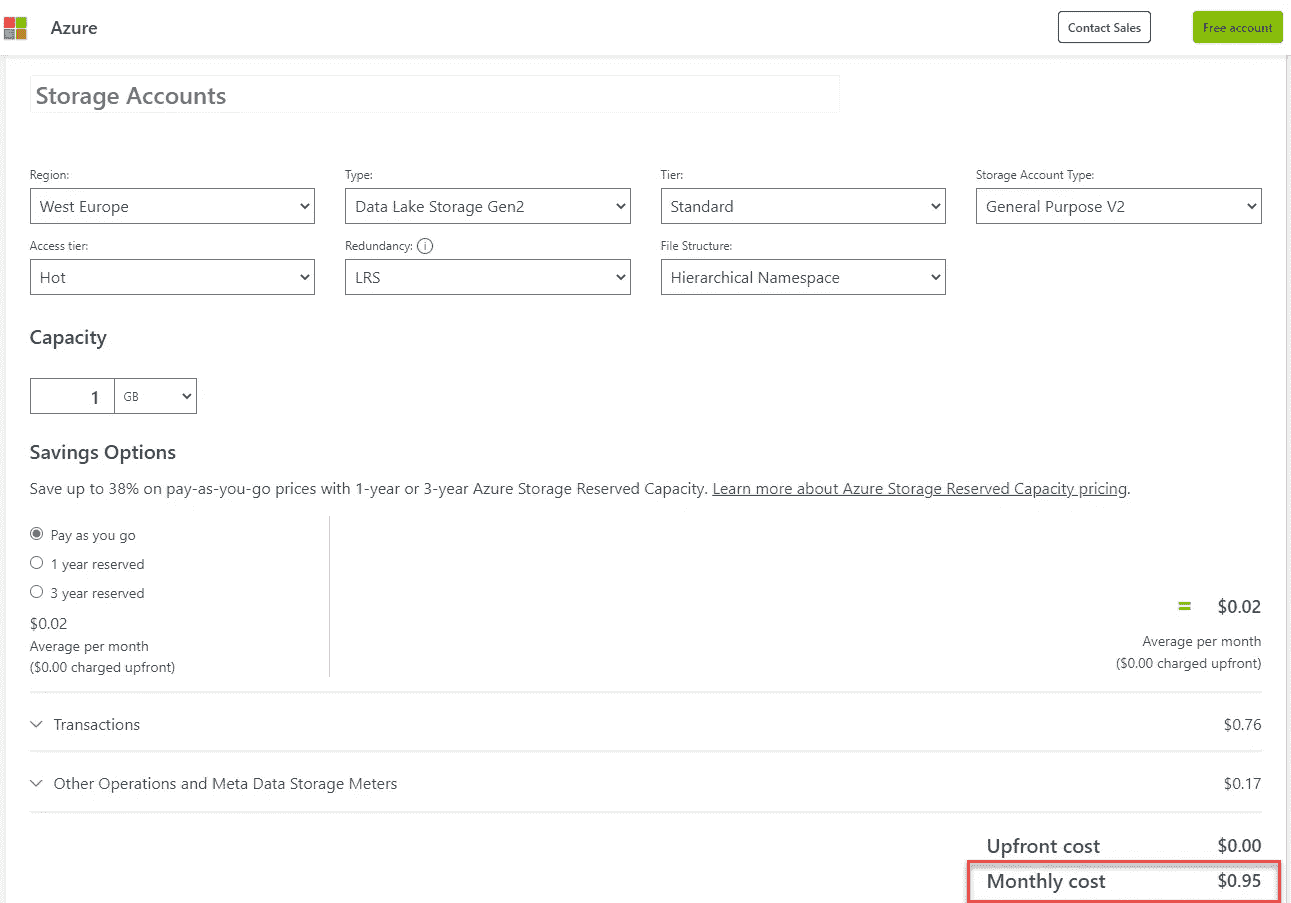 Azure
Contact Sales
Free account
Storage Accounts
Region:
Type:
Tier:
Storage Account Type:
West Europe
Data Lake Storage Gen2
Standard
General Purpose V2
Access tier:
Redundancy: i
File Structure:
Hot
LRS
Hierarchical Namespace
Capacity
1 GB
Savings Options
Save up to 38% on pay-as-you-go prices with 1-year or 3-year Azure Storage Reserved Capacity. Learn more about Azure Storage Reserved Capacity pricing.
Pay as you go
1 year reserved
3 year reserved
$0.02
Average per month
($0.00 charged upfront)
= $0.02
Average per month
($0.00 charged upfront)
Transactions $0.76
Other Operations and Meta Data Storage Meters $0.17
Upfront cost $0.00
Monthly cost $0.95